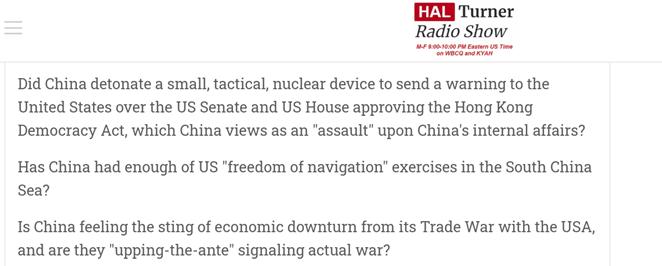 HAL Turner
Radio Show
M-F 9:00-10:00 PM Eastern US Time
on WBCQ and KYAH
Did China detonate a small, tactical, nuclear device to send a warning to the
United States over the US Senate and US House approving the Hong Kong
Democracy Act, which China views as an "assault" upon China's internal affairs?
Has China had enough of US "freedom of navigation" exercises in the South China
Sea?
Is China feeling the sting of economic downturn from its Trade War with the USA,
and are they "upping-the-ante" signaling actual war?